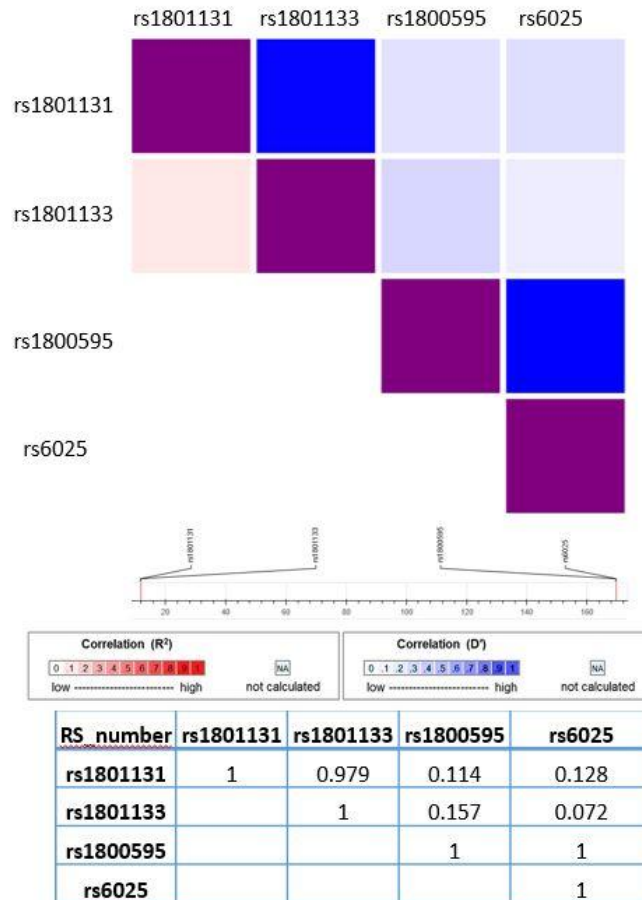 rs1801131 rs1801133 rs1800595 rs6025
rs1801131
rs1801133
rs1800595
rs6025
rs1801131 rs1801133 rs1800595 rs6025
20 40 60 80 100 120 140 160
Correlation (R²)
0 .1 .2 .3 .4 .5 .6 .7 .8 .9 1 NA
low ---------------------- high not calculated
Correlation (D')
0 .1 .2 .3 .4 .5 .6 .7 .8 .9 1 NA
low ---------------------- high not calculated
RS_number rs1801131 rs1801133 rs1800595 rs6025
rs1801131 1 0.979 0.114 0.128
rs1801133 1 0.157 0.072
rs1800595 1 1
rs6025 1